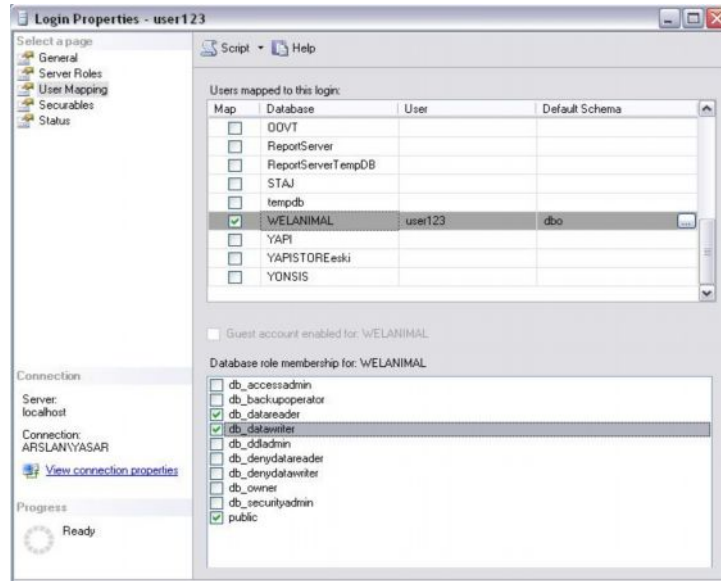 Login Properties - user123
Select a page
General
Server Roles
User Mapping
Securables
Status
Script Help
Users mapped to this login:
Map Database User Default Schema
OOVT
ReportServer
ReportServerTempDB
STAJ
tempdb
WELANIMAL user123 dbo ...
YAPI
YAPISTOREeski
YONSIS
Guest account enabled for: WELANIMAL
Database role membership for: WELANIMAL
db_accessadmin
db_backupoperator
db_datareader
db_datawriter
db_ddladmin
db_denydatareader
db_denydatawriter
db_owner
db_securityadmin
public
Connection
Server:
localhost
Connection:
ARSLAN\YASAR
View connection properties
Progress
Ready